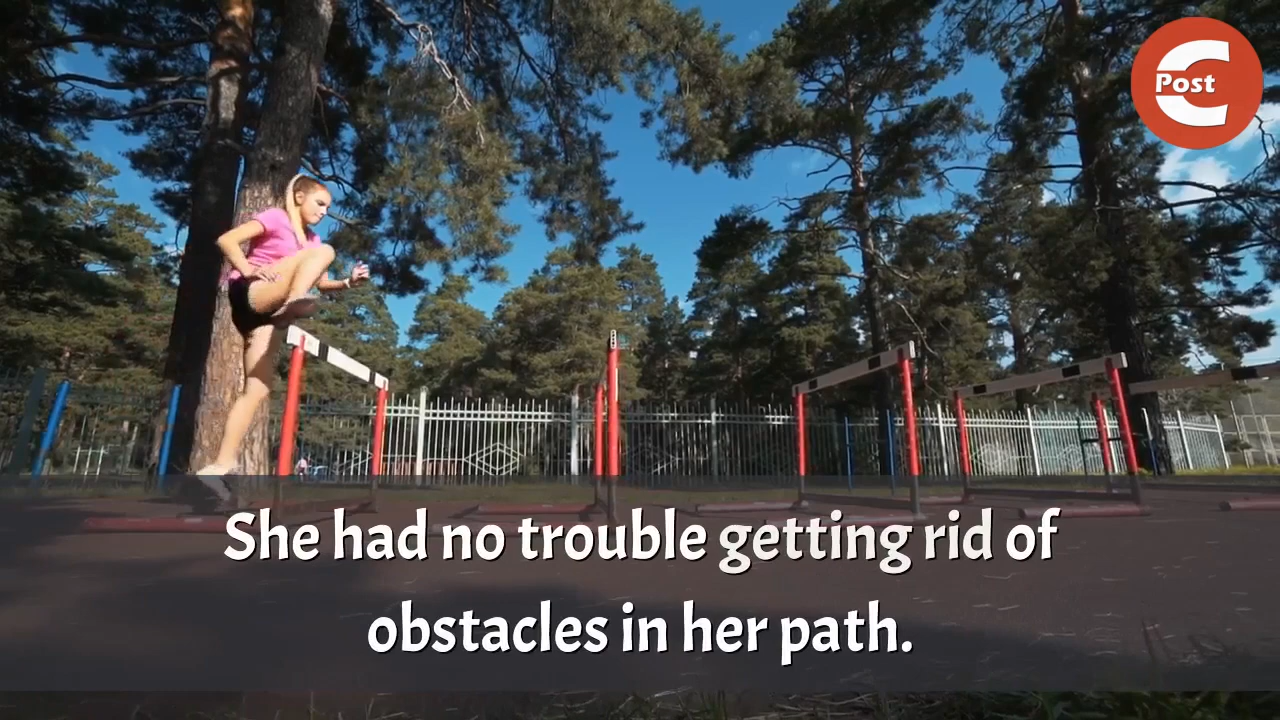 Post
She had no trouble getting rid of
obstacles in her path.